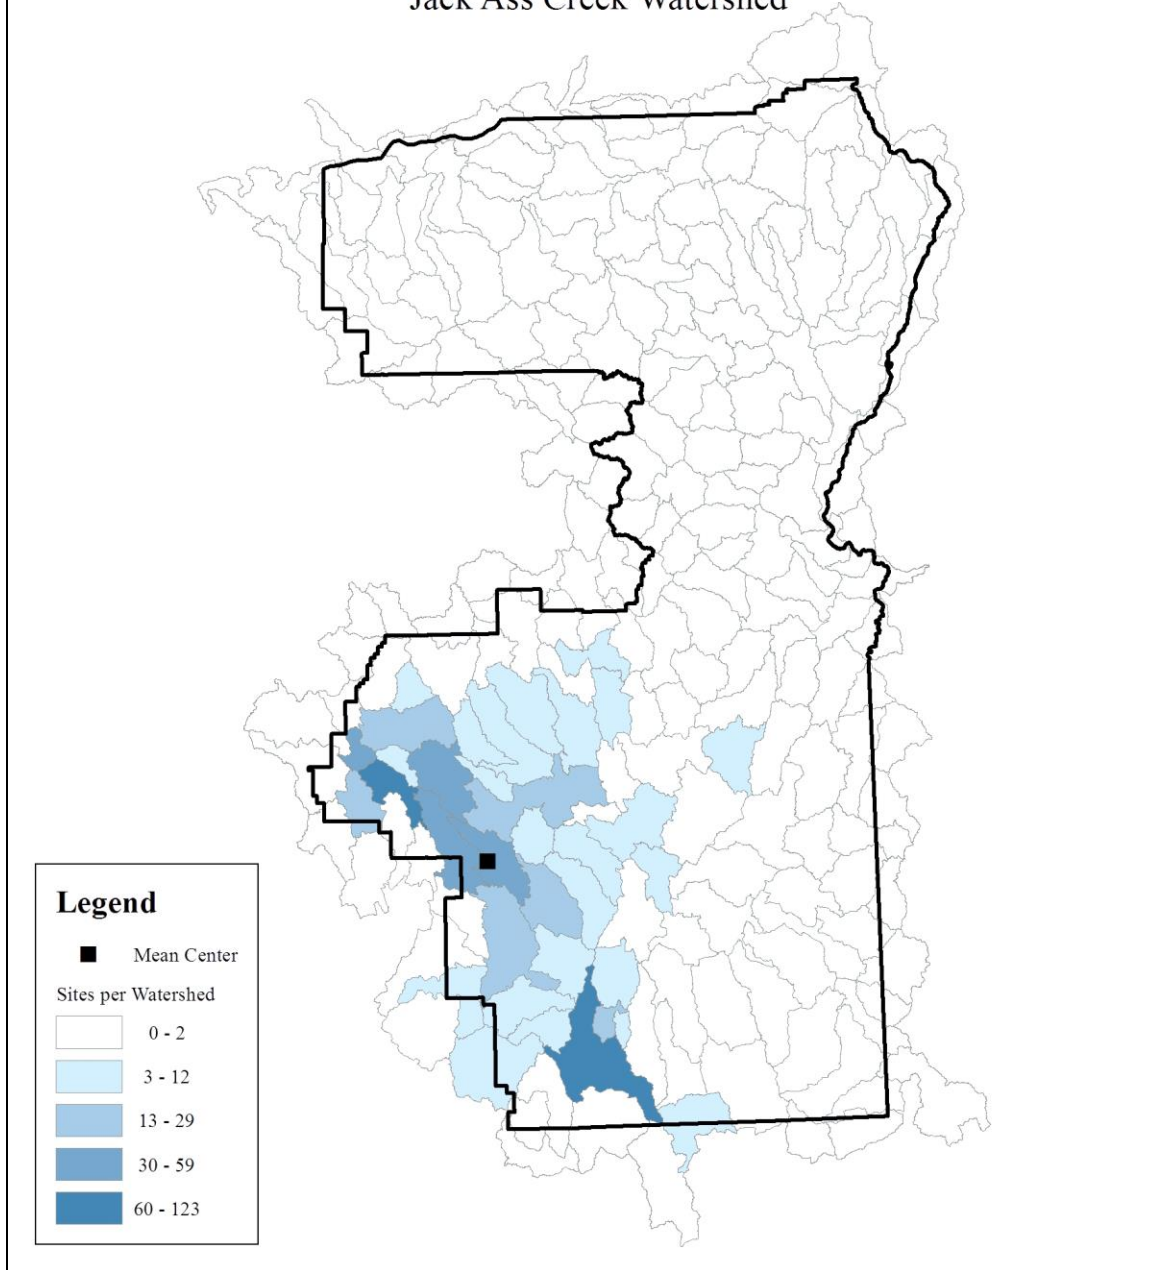 Jack Ass Creek Watershed
Legend
Mean Center
Sites per Watershed
0 - 2
3 - 12
13 - 29
30 - 59
60 - 123